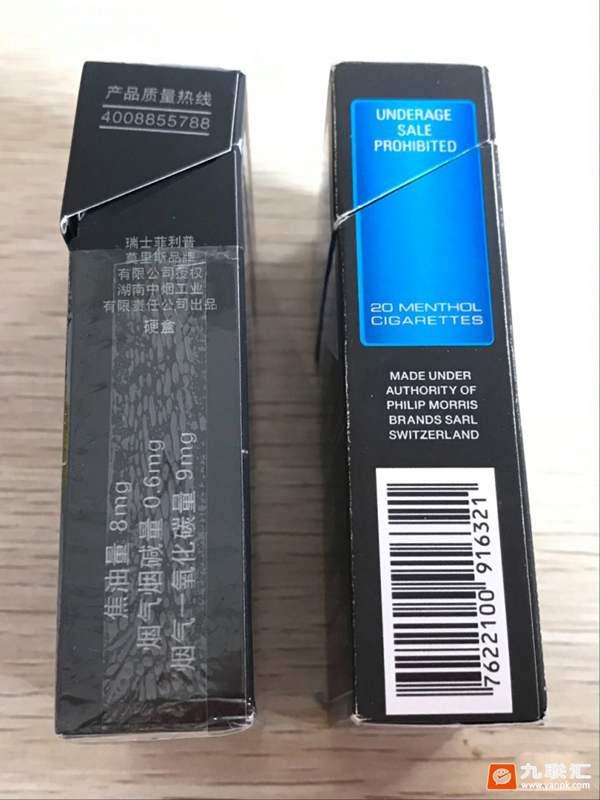 产品质量热线
4008855788
瑞士菲利普
莫里斯品牌
有限公司授权
湖南中烟工业
有限责任公司出品
硬盒
焦油量 8mg
烟气烟碱量 0.6mg
烟气一氧化碳量 9mg
UNDERAGE
SALE
PROHIBITED
20 MENTHOL
CIGARETTES
MADE UNDER
AUTHORITY OF
PHILIP MORRIS
BRANDS SARL
SWITZERLAND
7622100 916321
九联汇
www.yannk.com